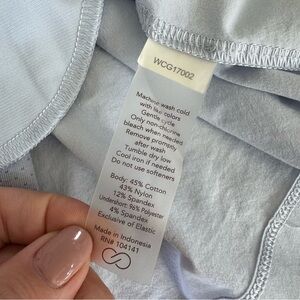 WCG17002
Machine wash cold
with like colors
Gentle cycle
Only non-chlorine
bleach when needed
Remove promptly
after wash
Tumble dry low
Cool iron if needed
Do not use softeners
Body: 45% Cotton
43% Nylon
12% Spandex
Undershort: 96% Polyester
4% Spandex
Exclusive of Elastic
Made in Indonesia
RN# 104141